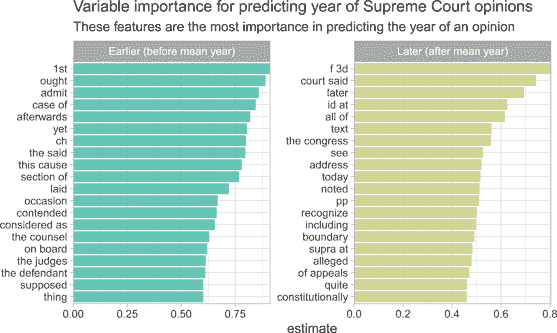 Variable importance for predicting year of Supreme Court opinions
These features are the most importance in predicting the year of an opinion
Earlier (before mean year)
1st
ought
admit
case of
afterwards
yet
ch
the said
this cause
section of
laid
occasion
contended
considered as
the counsel
on board
the judges
the defendant
supposed
thing
0.00 0.25 0.50 0.75
Later (after mean year)
f 3d
court said
later
id at
all of
text
the congress
see
address
today
noted
pp
recognize
including
boundary
supra at
alleged
of appeals
quite
constitutionally
0.0 0.2 0.4 0.6 0.8
estimate